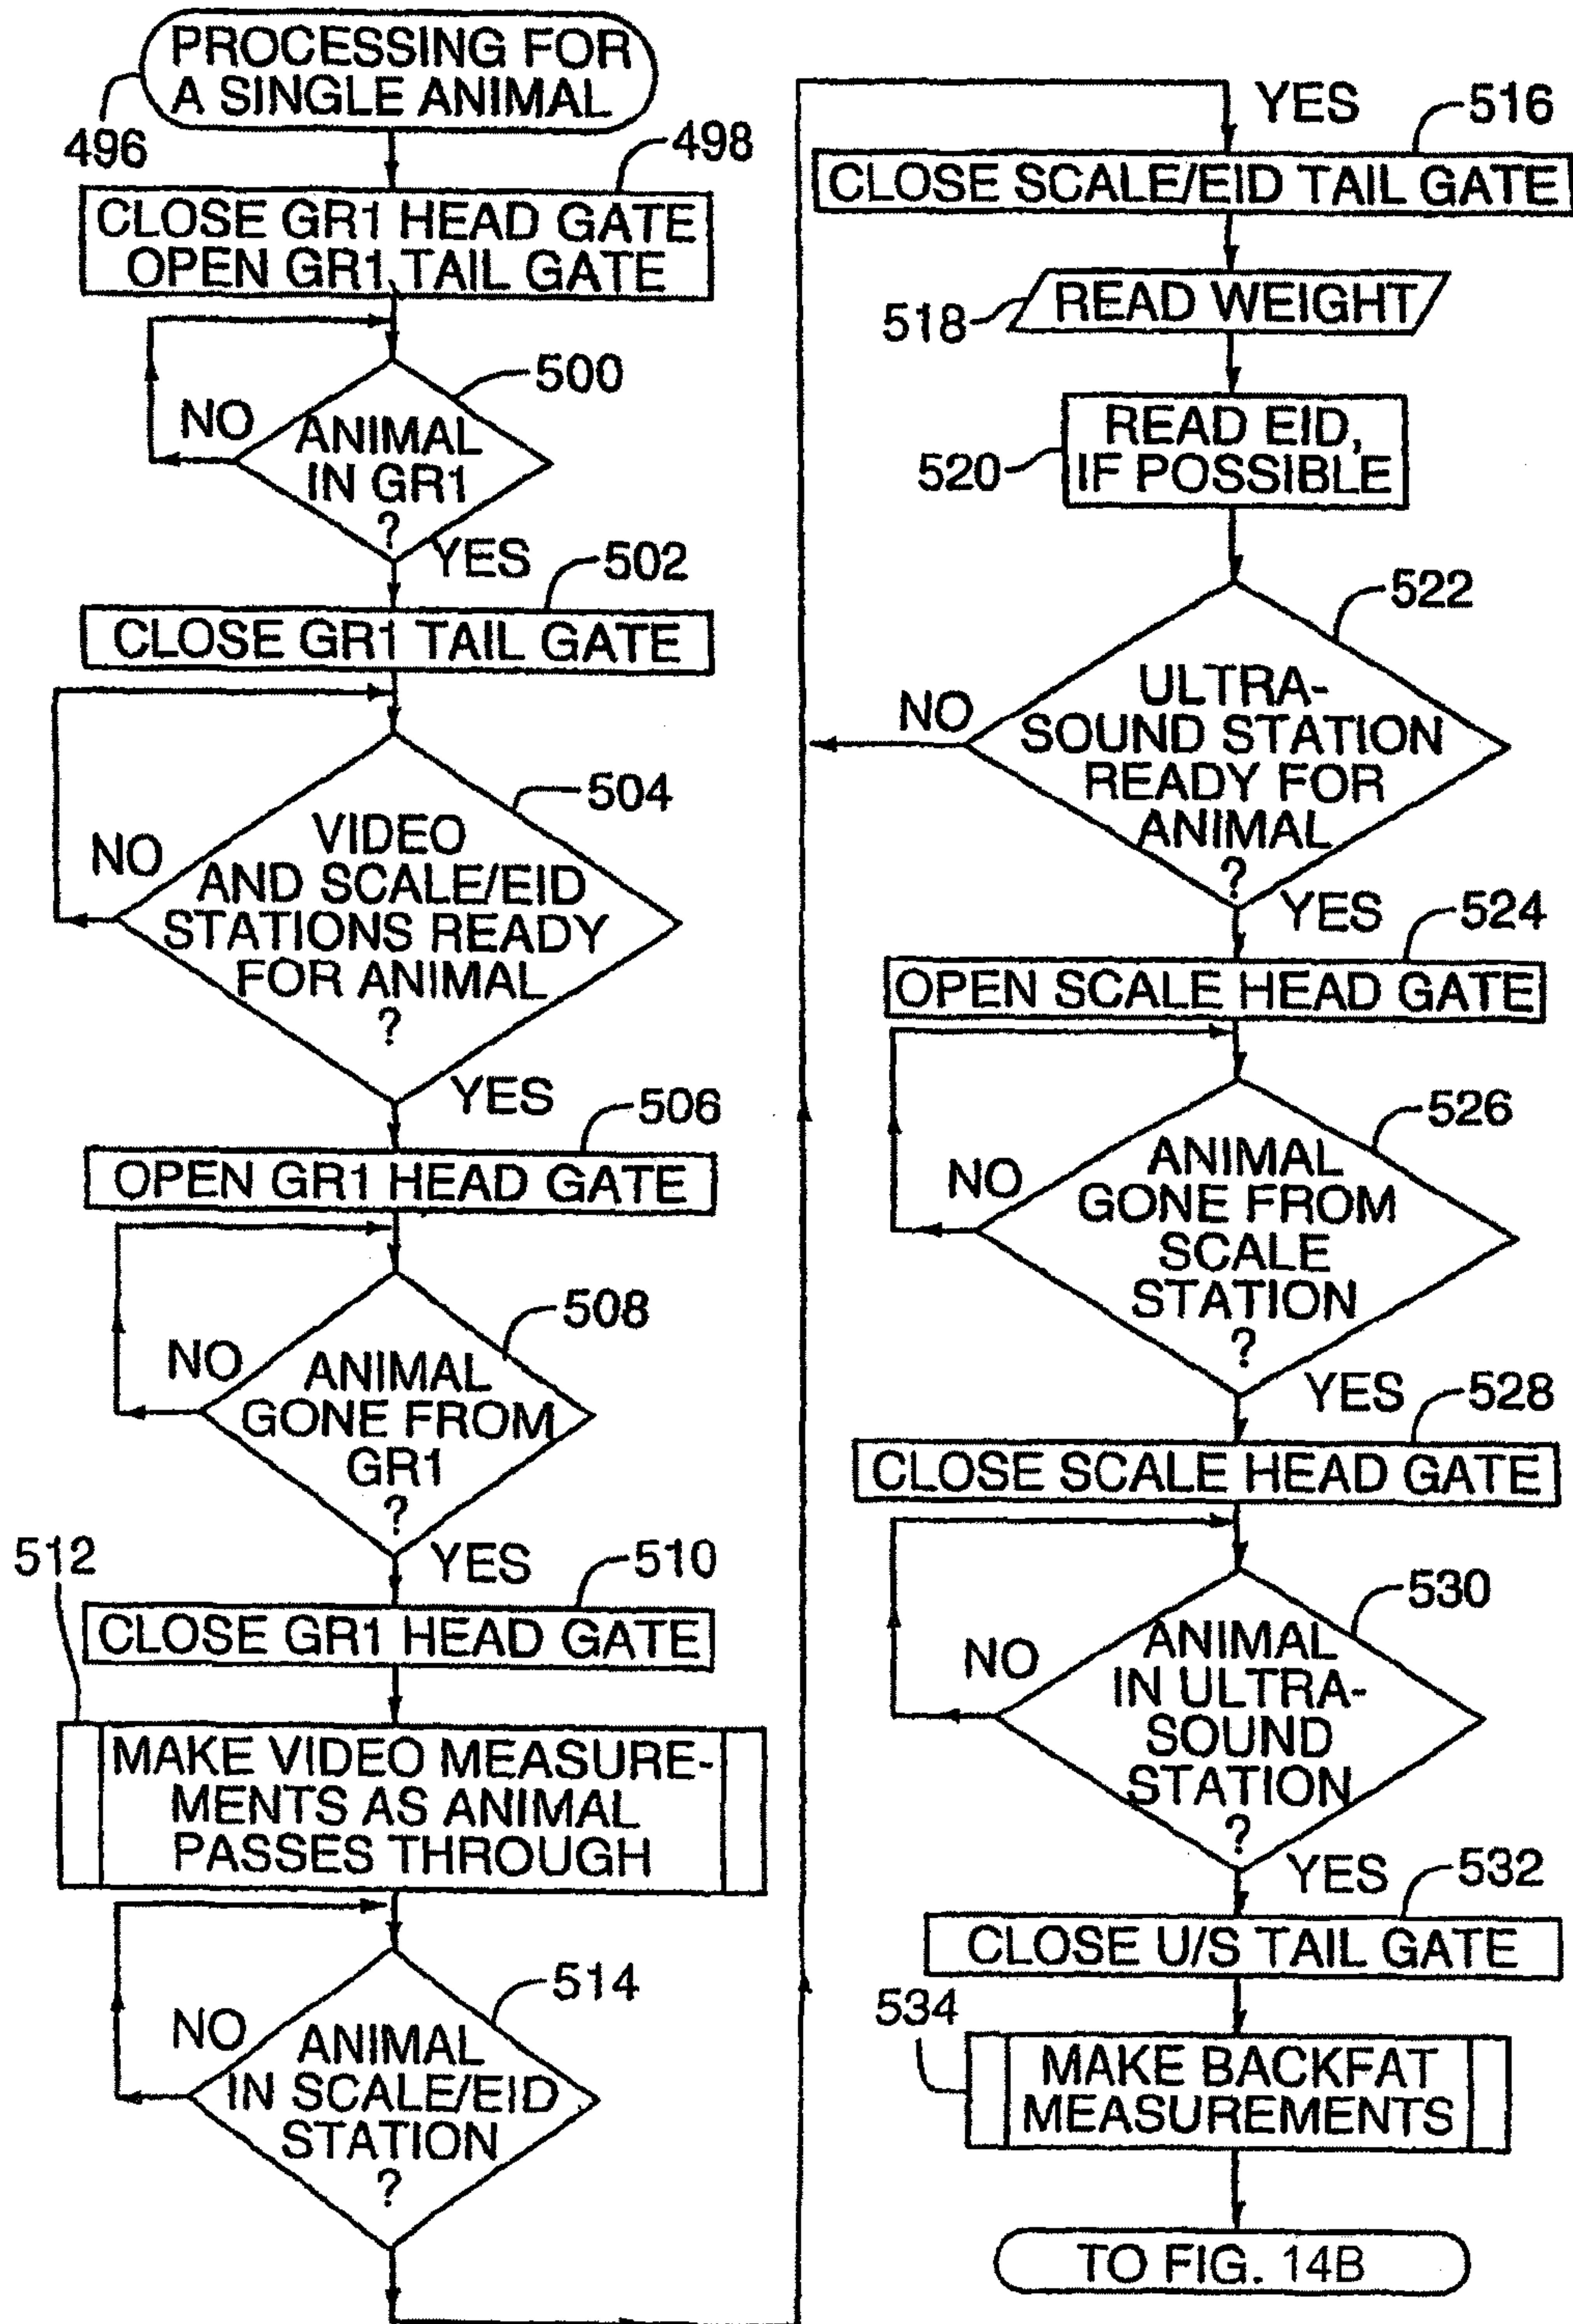 PROCESSING FOR
A SINGLE ANIMAL
496
498
CLOSE GR1 HEAD GATE
OPEN GR1 TAIL GATE
500
NO
ANIMAL
IN GR1
?
YES
502
CLOSE GR1 TAIL GATE
504
NO
VIDEO
AND SCALE/EID
STATIONS READY
FOR ANIMAL
?
YES
506
OPEN GR1 HEAD GATE
508
NO
ANIMAL
GONE FROM
GR1
?
YES
510
512
CLOSE GR1 HEAD GATE
MAKE VIDEO MEASURE-
MENTS AS ANIMAL
PASSES THROUGH
514
NO
ANIMAL
IN SCALE/EID
STATION
?
YES
516
CLOSE SCALE/EID TAIL GATE
518
READ WEIGHT
520
READ EID,
IF POSSIBLE
522
NO
ULTRA-
SOUND STATION
READY FOR
ANIMAL
?
YES
524
OPEN SCALE HEAD GATE
526
NO
ANIMAL
GONE FROM
SCALE
STATION
?
YES
528
CLOSE SCALE HEAD GATE
530
NO
ANIMAL
IN ULTRA-
SOUND
STATION
?
YES
532
CLOSE U/S TAIL GATE
534
MAKE BACKFAT
MEASUREMENTS
TO FIG. 14B